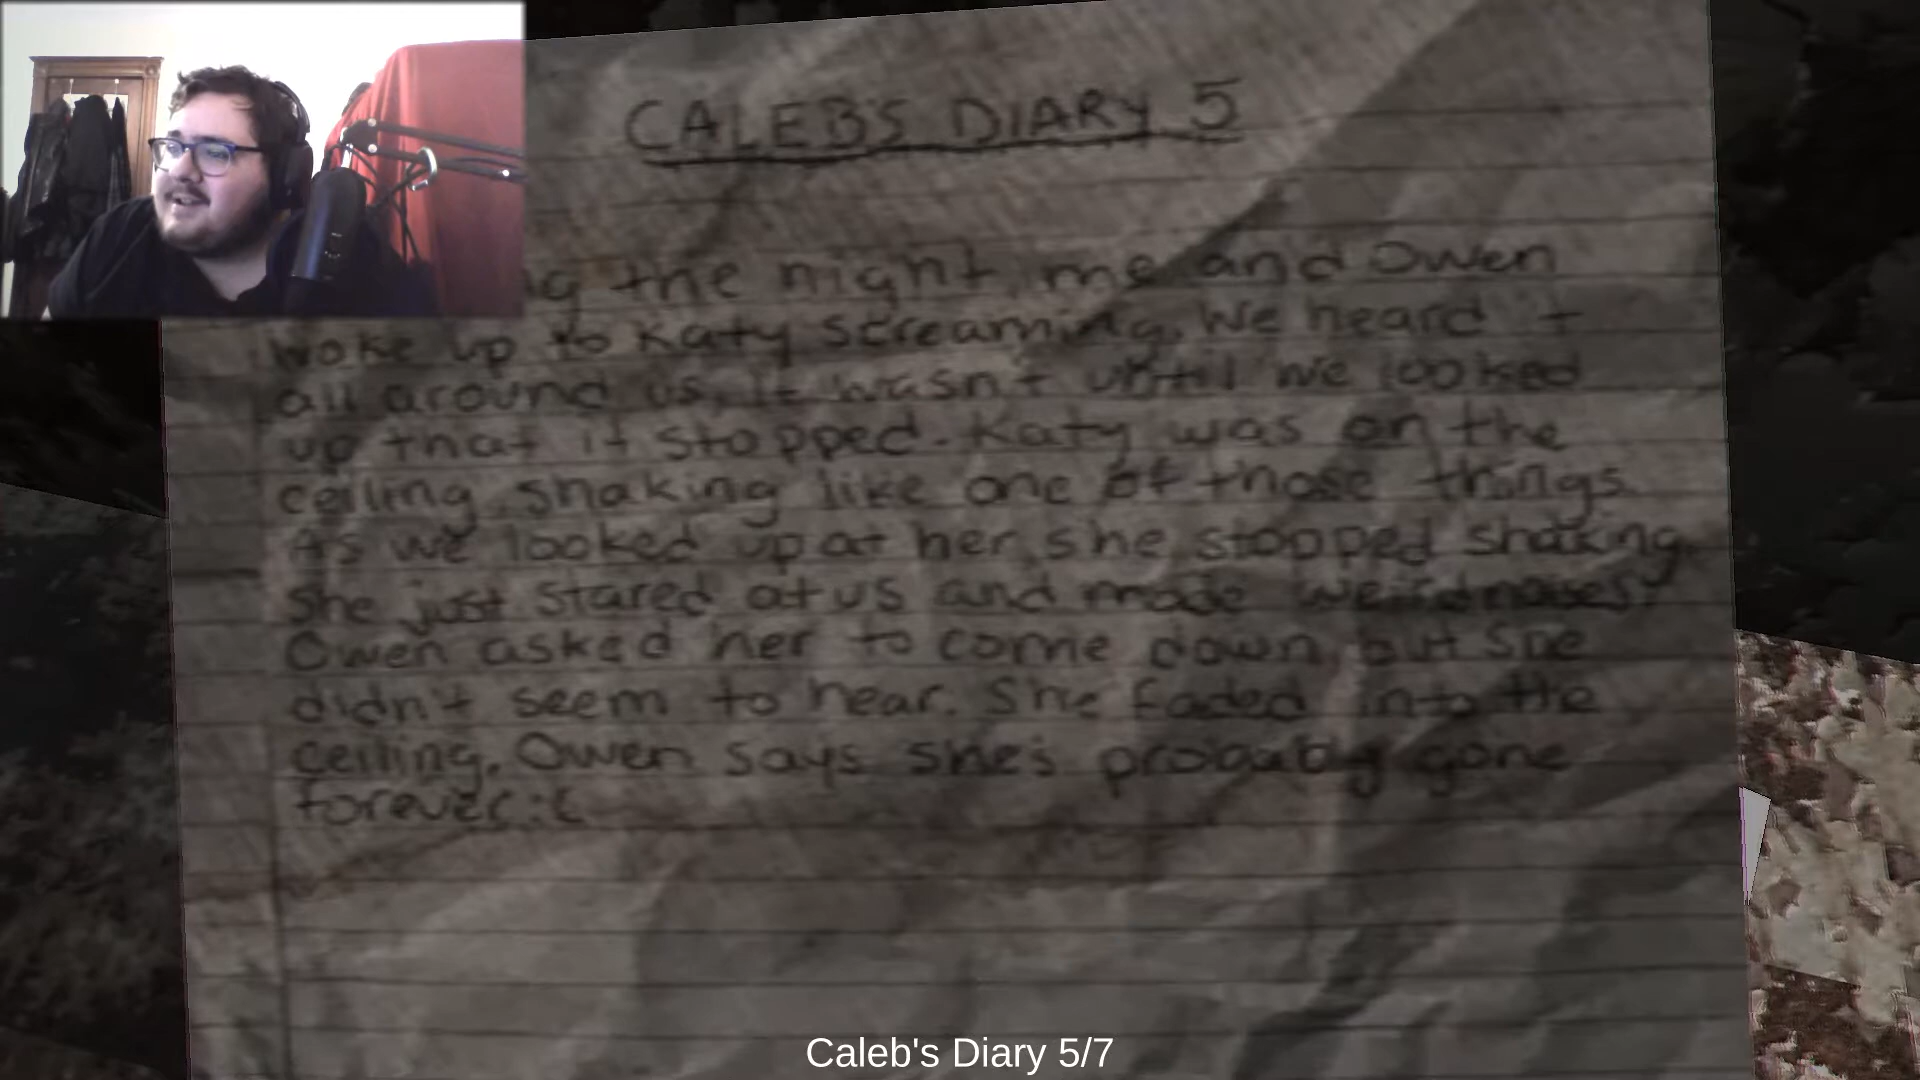 CALEB'S DIARY 5
the night, me and Owen
woke up to Katy screaming. We heard it
all around us. It wasn't until we looked
up that it stopped. Katy was on the
ceiling, shaking like one of those things.
As we looked up at her she stopped shaking.
She just stared at us and made weird noises.
Owen asked her to come down, but she
didn't seem to hear. She faded into the
ceiling. Owen says she's probably gone
forever :(
Caleb's Diary 5/7